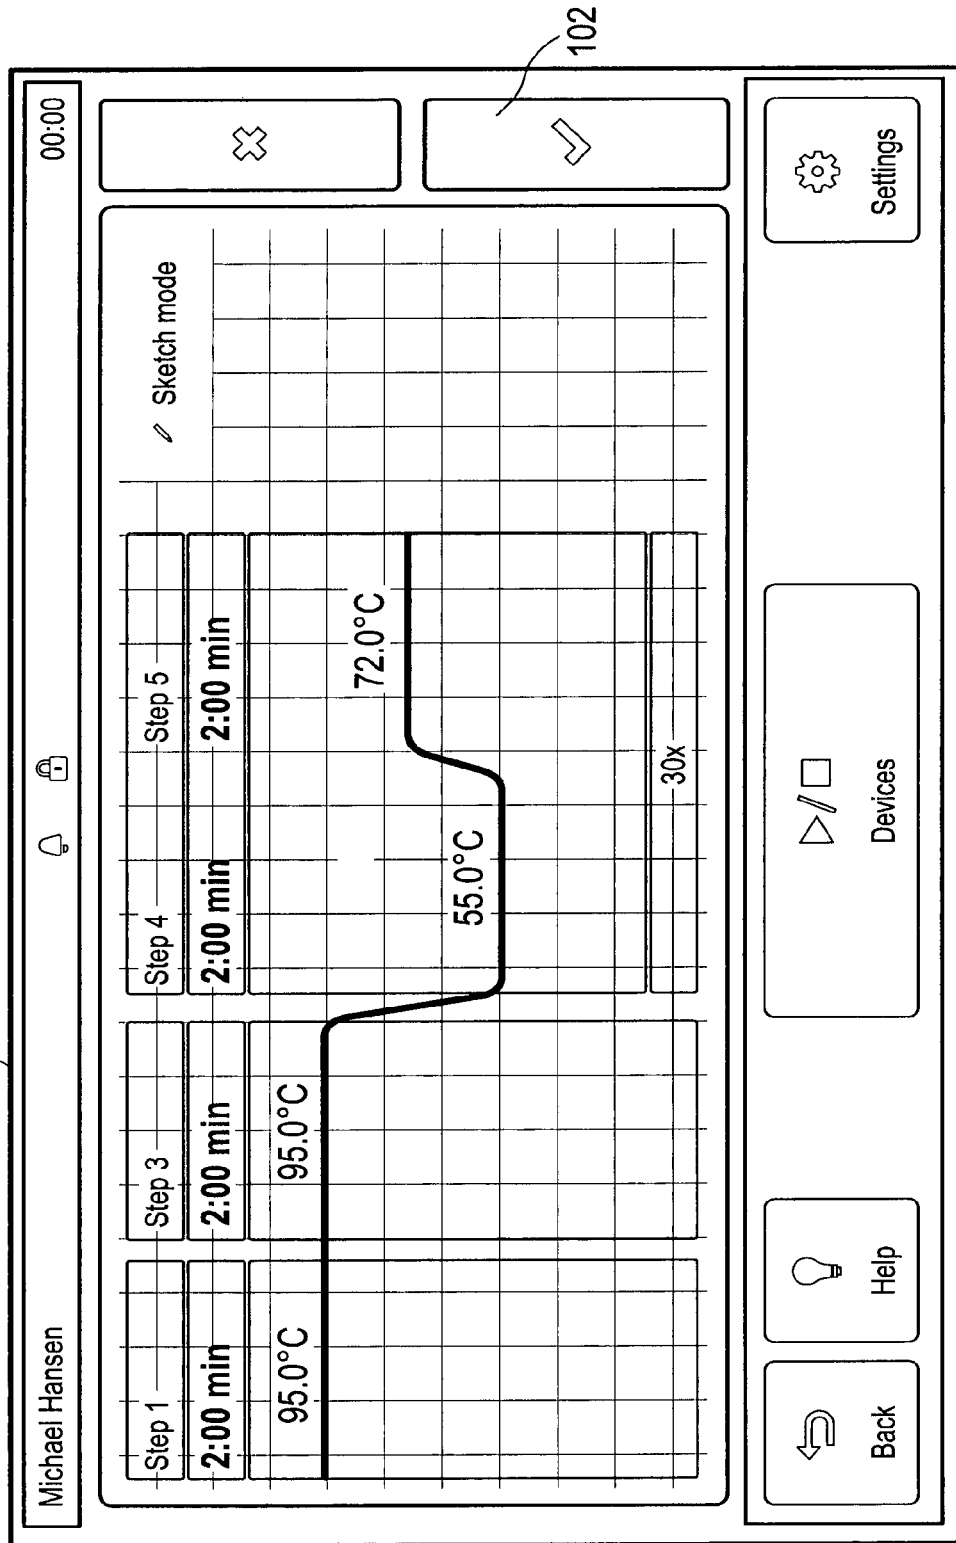 Michael Hansen 00:00
Step 1 Step 3 Step 4 Step 5
2:00 min 2:00 min 2:00 min 2:00 min
Sketch mode
95.0°C 95.0°C 55.0°C 72.0°C
30x
102
Back Help Devices Settings